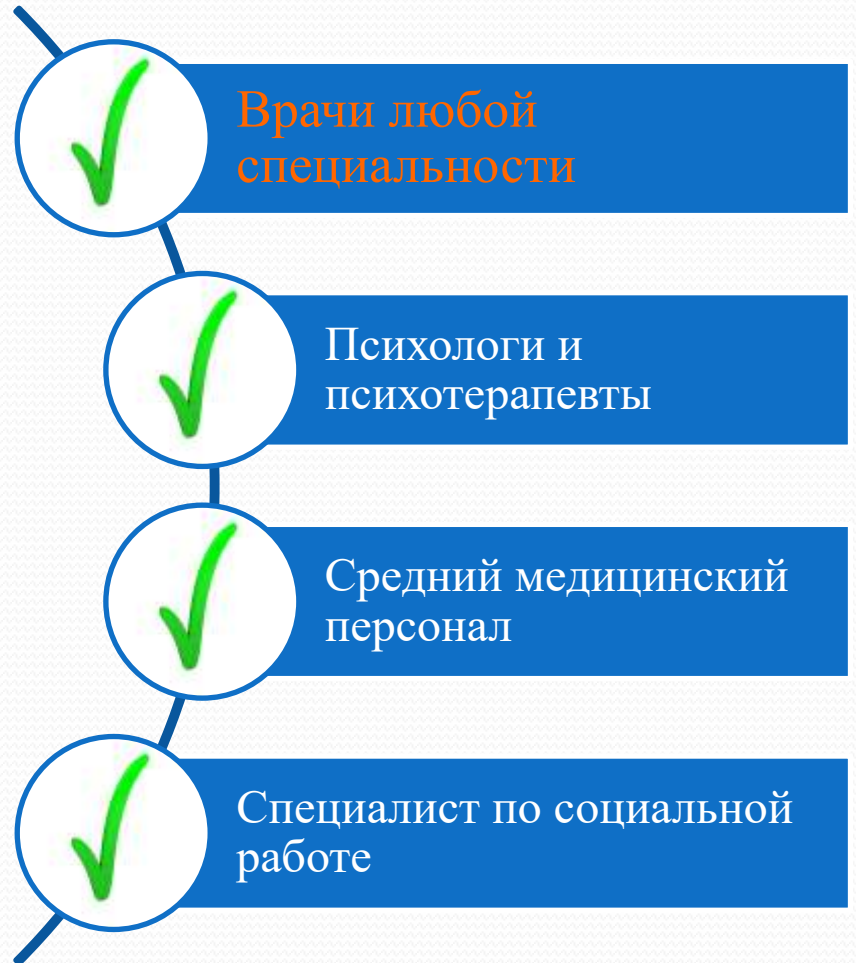 Врачи любой
специальности
Психологи и
психотерапевты
Средний медицинский
персонал
Специалист по социальной
работе